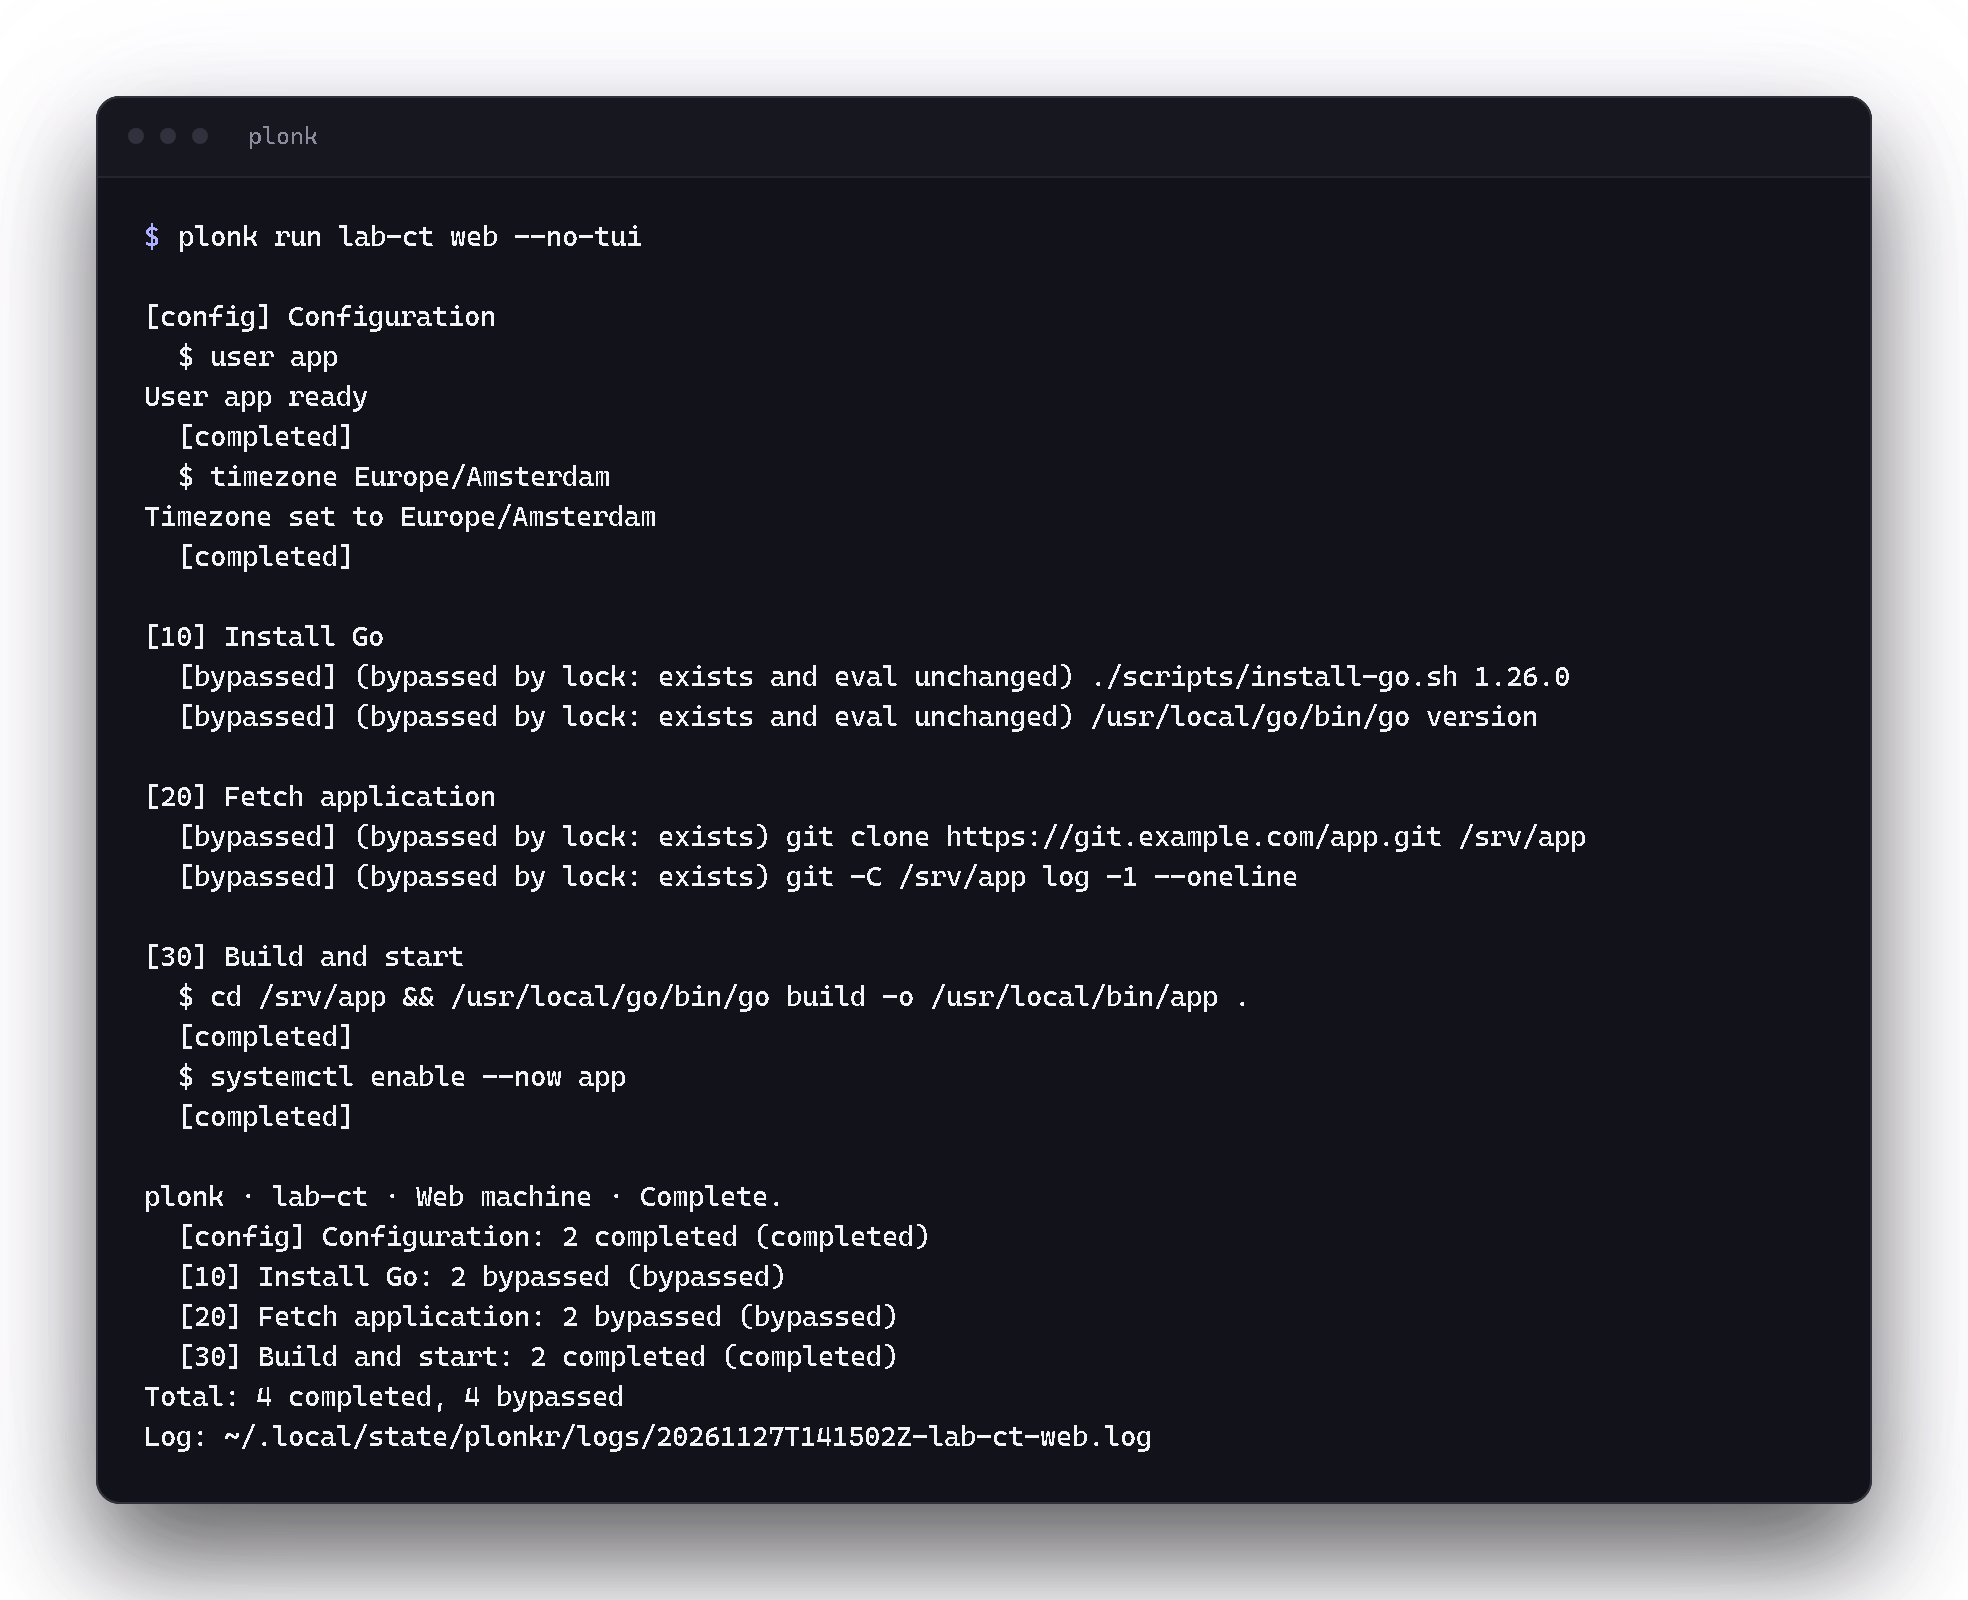 plonk
$ plonk run lab-ct web --no-tui
[config] Configuration
$ user app
User app ready
[completed]
$ timezone Europe/Amsterdam
Timezone set to Europe/Amsterdam
[completed]
[10] Install Go
[bypassed] (bypassed by lock: exists and eval unchanged) ./scripts/install-go.sh 1.26.0
[bypassed] (bypassed by lock: exists and eval unchanged) /usr/local/go/bin/go version
[20] Fetch application
[bypassed] (bypassed by lock: exists) git clone https://git.example.com/app.git /srv/app
[bypassed] (bypassed by lock: exists) git -C /srv/app log -1 --oneline
[30] Build and start
$ cd /srv/app && /usr/local/go/bin/go build -o /usr/local/bin/app .
[completed]
$ systemctl enable --now app
[completed]
plonk · lab-ct · Web machine · Complete.
[config] Configuration: 2 completed (completed)
[10] Install Go: 2 bypassed (bypassed)
[20] Fetch application: 2 bypassed (bypassed)
[30] Build and start: 2 completed (completed)
Total: 4 completed, 4 bypassed
Log: ~/.local/state/plonkr/logs/20261127T141502Z-lab-ct-web.log